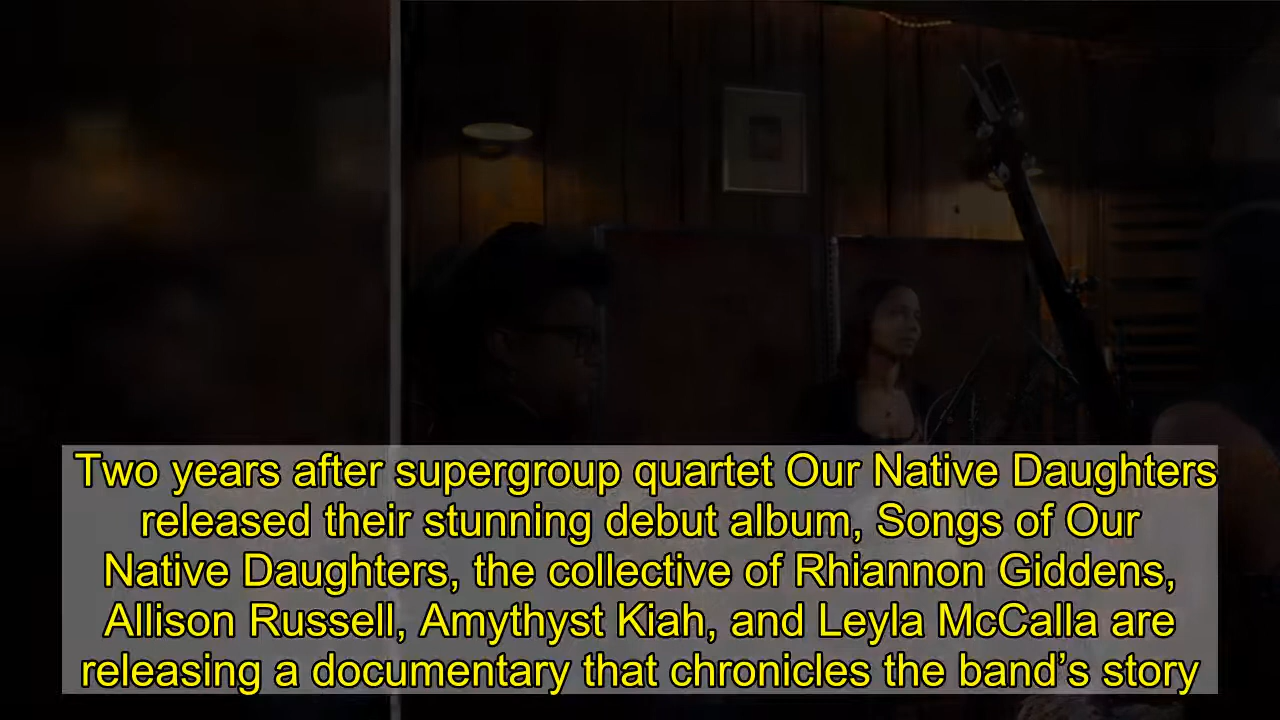 Two years after supergroup quartet Our Native Daughters
released their stunning debut album, Songs of Our
Native Daughters, the collective of Rhiannon Giddens,
Allison Russell, Amythyst Kiah, and Leyla McCalla are
releasing a documentary that chronicles the band’s story